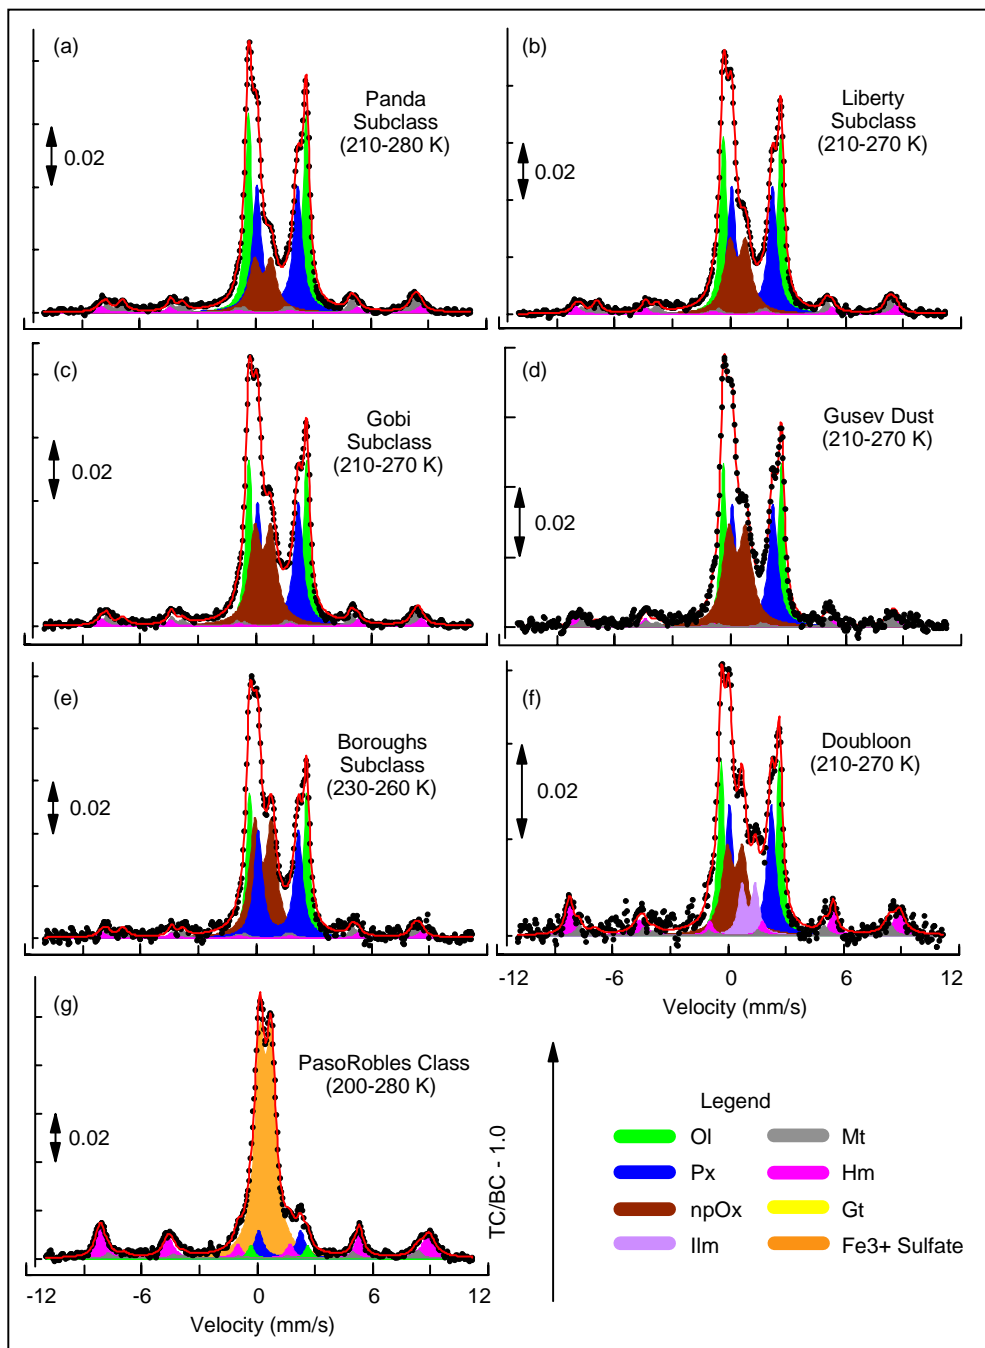 (a)
Panda
Subclass
(210-280 K)
0.02
(b)
Liberty
Subclass
(210-270 K)
0.02
(c)
Gobi
Subclass
(210-270 K)
0.02
(d)
Gusev Dust
(210-270 K)
0.02
(e)
Boroughs
Subclass
(230-260 K)
0.02
(f)
Doubloon
(210-270 K)
0.02
-12 -6 0 6 12
Velocity (mm/s)
(g)
PasoRobles Class
(200-280 K)
0.02
-12 -6 0 6 12
Velocity (mm/s)
TC/BC - 1.0
Legend
Ol Mt
Px Hm
npOx Gt
Ilm Fe3+ Sulfate